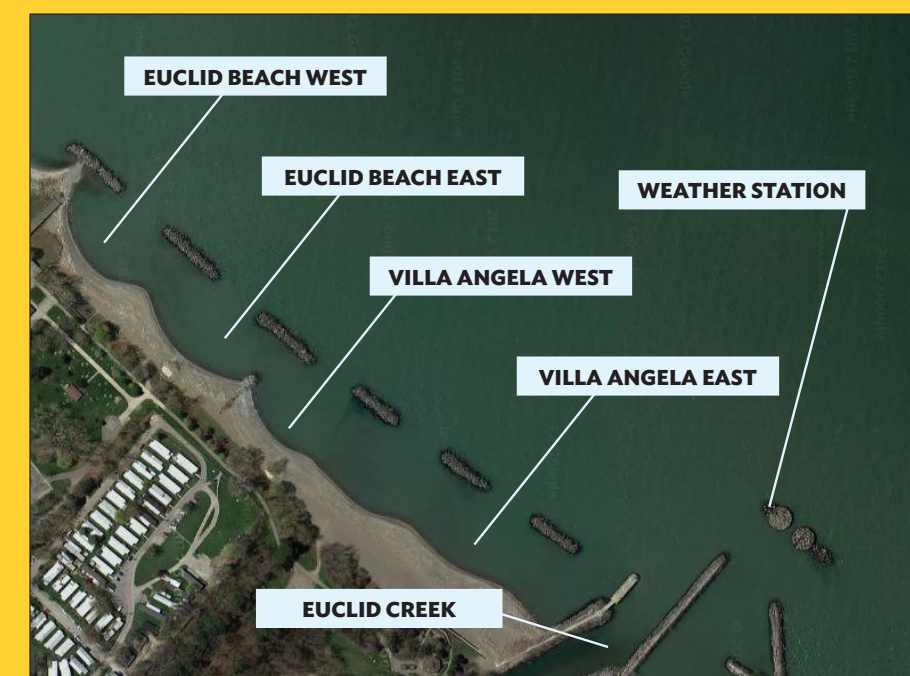 EUCLID BEACH WEST
EUCLID BEACH EAST
WEATHER STATION
VILLA ANGELA WEST
VILLA ANGELA EAST
EUCLID CREEK